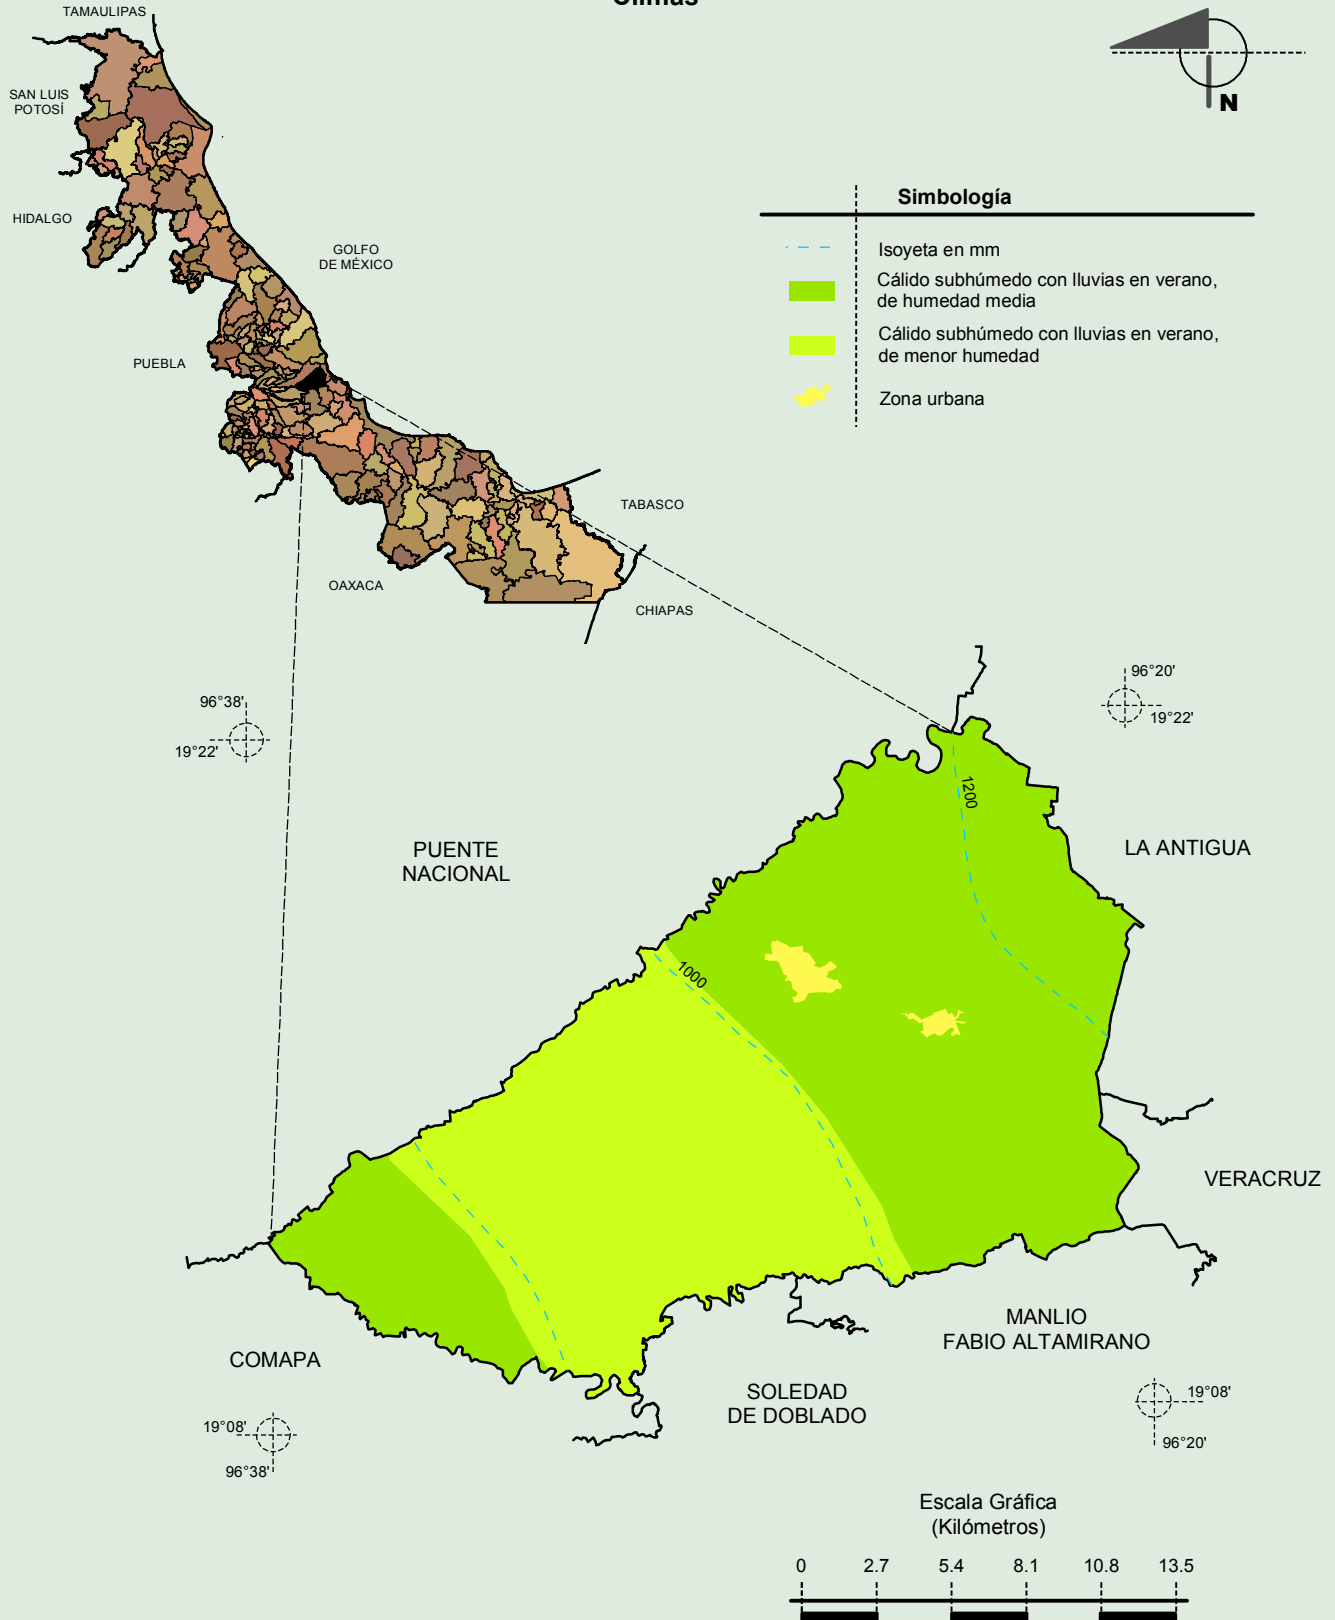 Climas
TAMAULIPAS
SAN LUIS
POTOSÍ
HIDALGO
GOLFO
DE MÉXICO
PUEBLA
TABASCO
OAXACA
CHIAPAS
N
Simbología
Isoyeta en mm
Cálido subhúmedo con lluvias en verano,
de humedad media
Cálido subhúmedo con lluvias en verano,
de menor humedad
Zona urbana
96°38'
19°22'
96°20'
19°22'
1200
PUENTE
NACIONAL
LA ANTIGUA
1000
VERACRUZ
MANLIO
FABIO ALTAMIRANO
COMAPA
SOLEDAD
DE DOBLADO
19°08'
96°38'
19°08'
96°20'
Escala Gráfica
(Kilómetros)
0 2.7 5.4 8.1 10.8 13.5